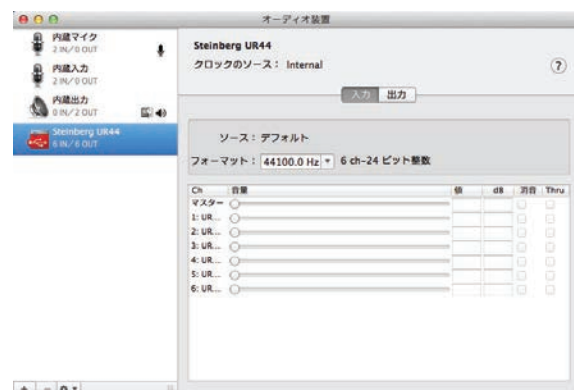 オーディオ装置
内蔵マイク
2 IN/0 OUT
内蔵入力
2 IN/0 OUT
内蔵出力
0 IN/2 OUT
Steinberg UR44
6 IN/6 OUT
Steinberg UR44
クロックのソース： Internal
?
入力 出力
ソース： デフォルト
フォーマット： 44100.0 Hz 6 ch-24 ビット整数
Ch 音量 値 dB 消音 Thru
マスター
1: UR...
2: UR...
3: UR...
4: UR...
5: UR...
6: UR...
+ −